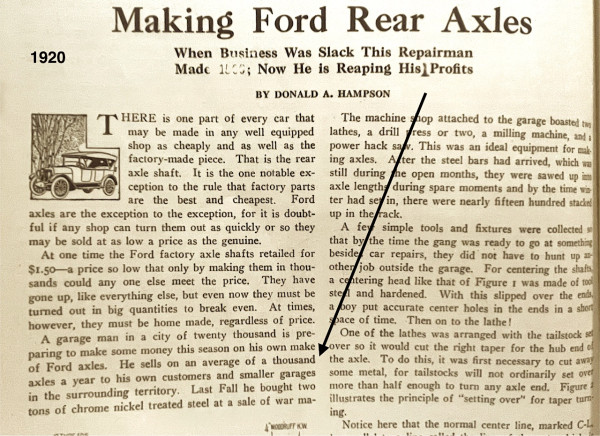 Making Ford Rear Axles
1920
When Business Was Slack This Repairman
Made 1500; Now He is Reaping His Profits
BY DONALD A. HAMPSON
THERE is one part of every car that
may be made in any well equipped
shop as cheaply and as well as the
factory-made piece. That is the rear
axle shaft. It is the one notable ex-
ception to the rule that factory parts
are the best and cheapest. Ford
axles are the exception to the exception, for it is doubt-
ful if any shop can turn them out as quickly or so they
may be sold at as low a price as the genuine.
At one time the Ford factory axle shafts retailed for
$1.50—a price so low that only by making them in thou-
sands could any one else meet the price. They have
gone up, like everything else, but even now they must be
turned out in big quantities to break even. At times,
however, they must be home made, regardless of price.
A garage man in a city of twenty thousand is pre-
paring to make some money this season on his own make
of Ford axles. He sells on an average of a thousand
axles a year to his own customers and smaller garages
in the surrounding territory. Last Fall he bought two
tons of chrome nickel treated steel at a sale of war ma-
The machine shop attached to the garage boasted two
lathes, a drill press or two, a milling machine, and a
power hack saw. This was an ideal equipment for mak-
ing axles. After the steel bars had arrived, which was
still during the open months, they were sawed up into
axle lengths during spare moments and by the time win-
ter had set in, there were nearly fifteen hundred stacked
up in the rack.
A few simple tools and fixtures were collected so
that by the time the gang was ready to go at something
besides car repairs, they did not have to hunt up an-
other job outside the garage. For centering the shafts,
a centering head like that of Figure 1 was made of tool
steel and hardened. With this slipped over the ends,
a boy put accurate center holes in the ends in a short
space of time. Then on to the lathe!
One of the lathes was arranged with the tailstock set
over so it would cut the right taper for the hub end of
the axle. To do this, it was first necessary to cut away
some metal, for tailstocks will not ordinarily set over
more than half enough to turn any axle end. Figure
illustrates the principle of "setting over" for taper turn-
ing.
Notice here that the normal center line, marked C-L,
WOODRUFF K.W.